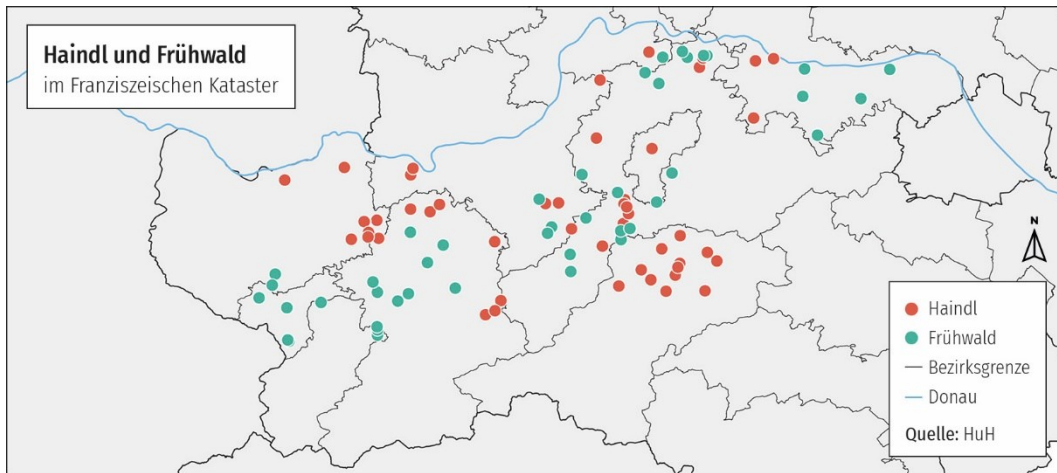 Haindl und Frühwald
im Franziszeischen Kataster
N
Haindl
Frühwald
Bezirksgrenze
Donau
Quelle: HuH